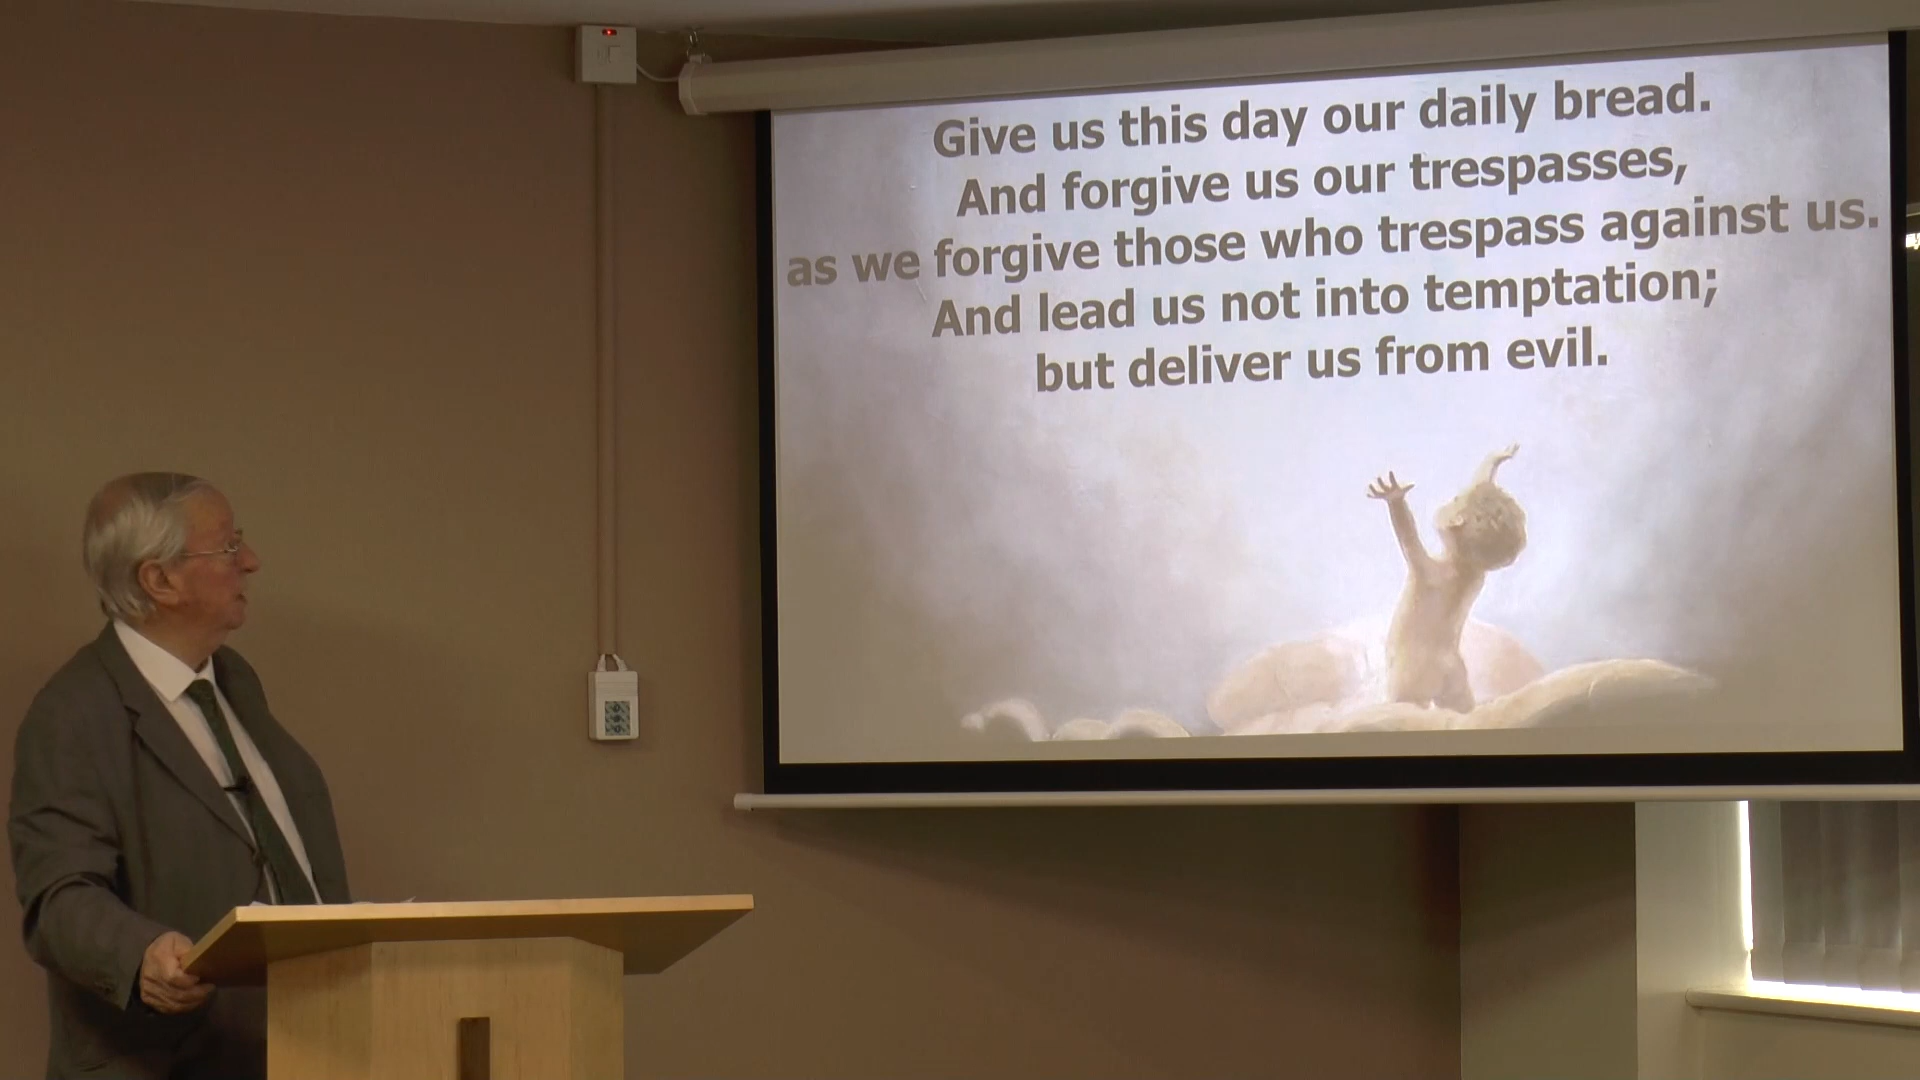 Give us this day our daily bread.
And forgive us our trespasses,
as we forgive those who trespass against us.
And lead us not into temptation;
but deliver us from evil.